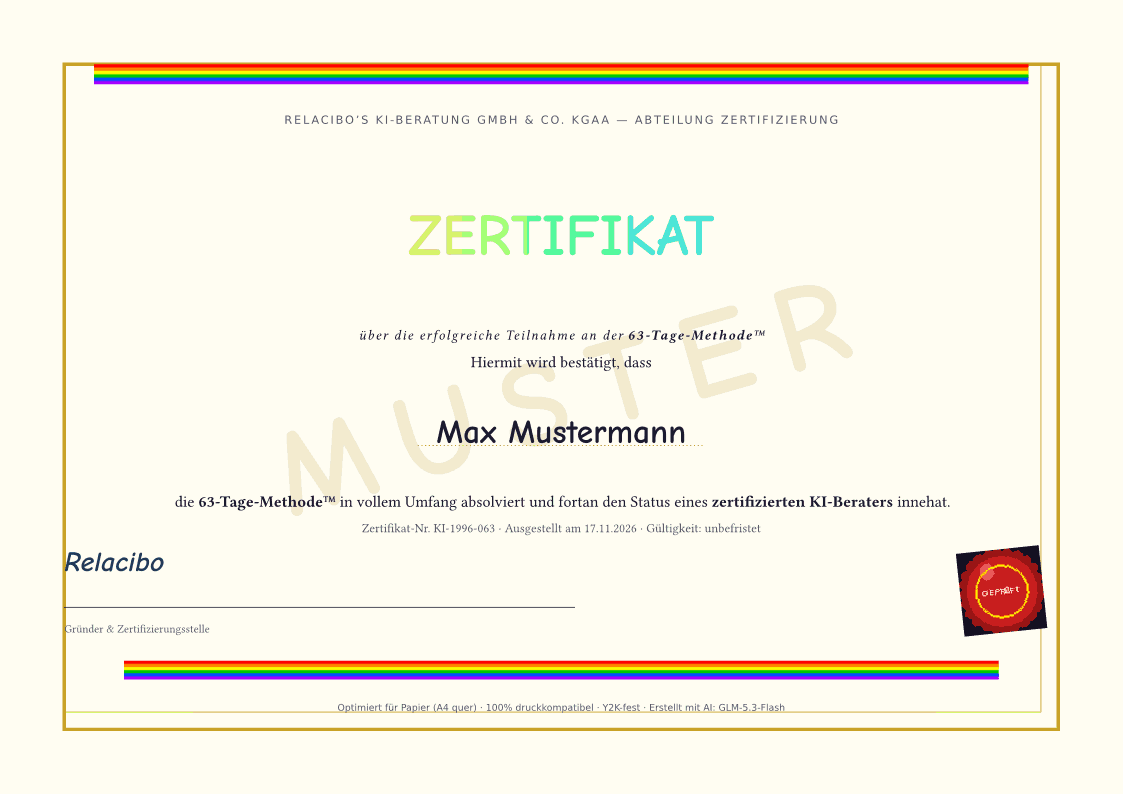 RELACIBO'S KI-BERATUNG GMBH & CO. KGAA — ABTEILUNG ZERTIFIZIERUNG
ZERTIFIKAT
über die erfolgreiche Teilnahme an der 63-Tage-Methode™
Hiermit wird bestätigt, dass
MUSTER
Max Mustermann
die 63-Tage-Methode™ in vollem Umfang absolviert und fortan den Status eines zertifizierten KI-Beraters innehat.
Zertifikat-Nr. KI-1996-063 · Ausgestellt am 17.11.2026 · Gültigkeit: unbefristet
Relacibo
GEPRÜFT
Gründer & Zertifizierungsstelle
Optimiert für Papier (A4 quer) · 100% druckkompatibel · Y2K-fest · Erstellt mit AI: GLM-5.3-Flash